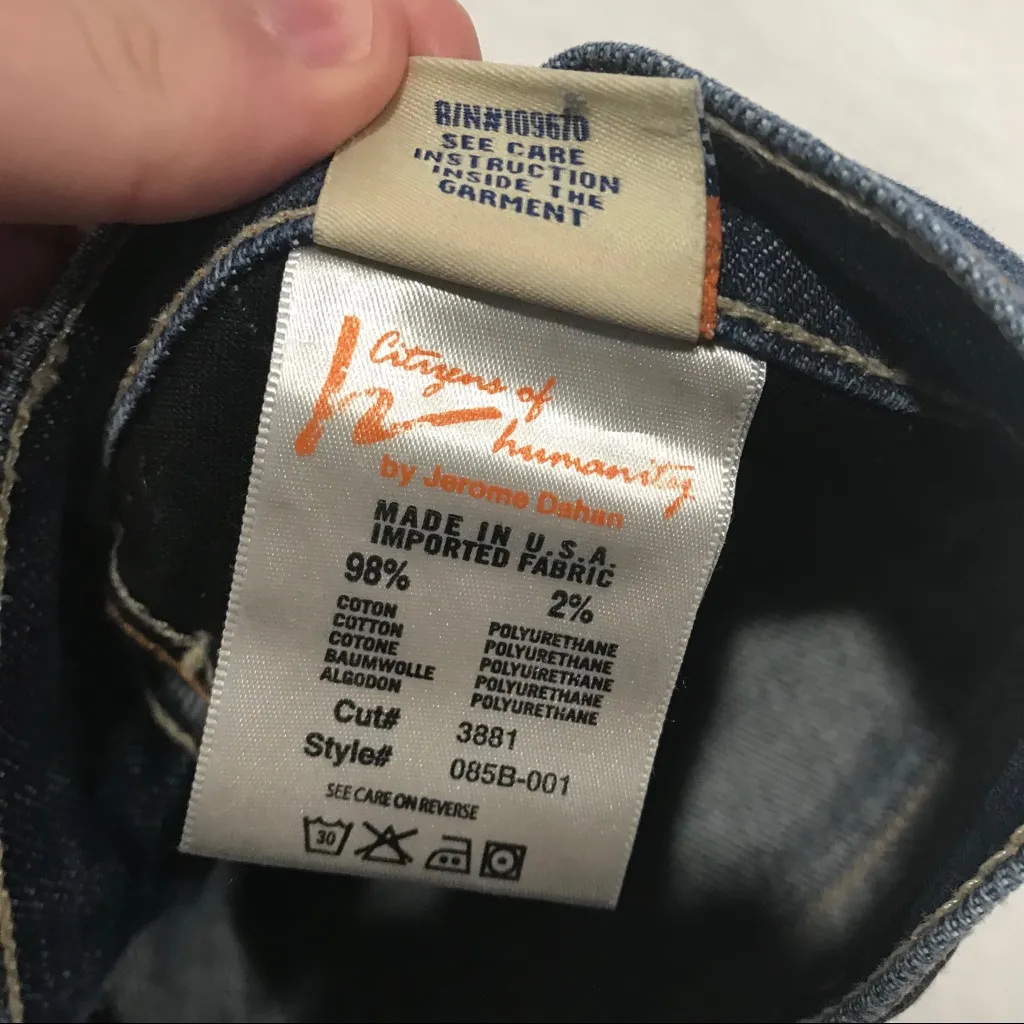 R/N#109670
SEE CARE
INSTRUCTION
INSIDE THE
GARMENT
Citizens of
humanity
by Jerome Dahan
MADE IN U.S.A.
IMPORTED FABRIC
98% 2%
COTON POLYURETHANE
COTTON POLYURETHANE
COTONE POLYURETHANE
BAUMWOLLE POLYURETHANE
ALGODON POLYURETHANE
Cut# 3881
Style# 085B-001
SEE CARE ON REVERSE
30